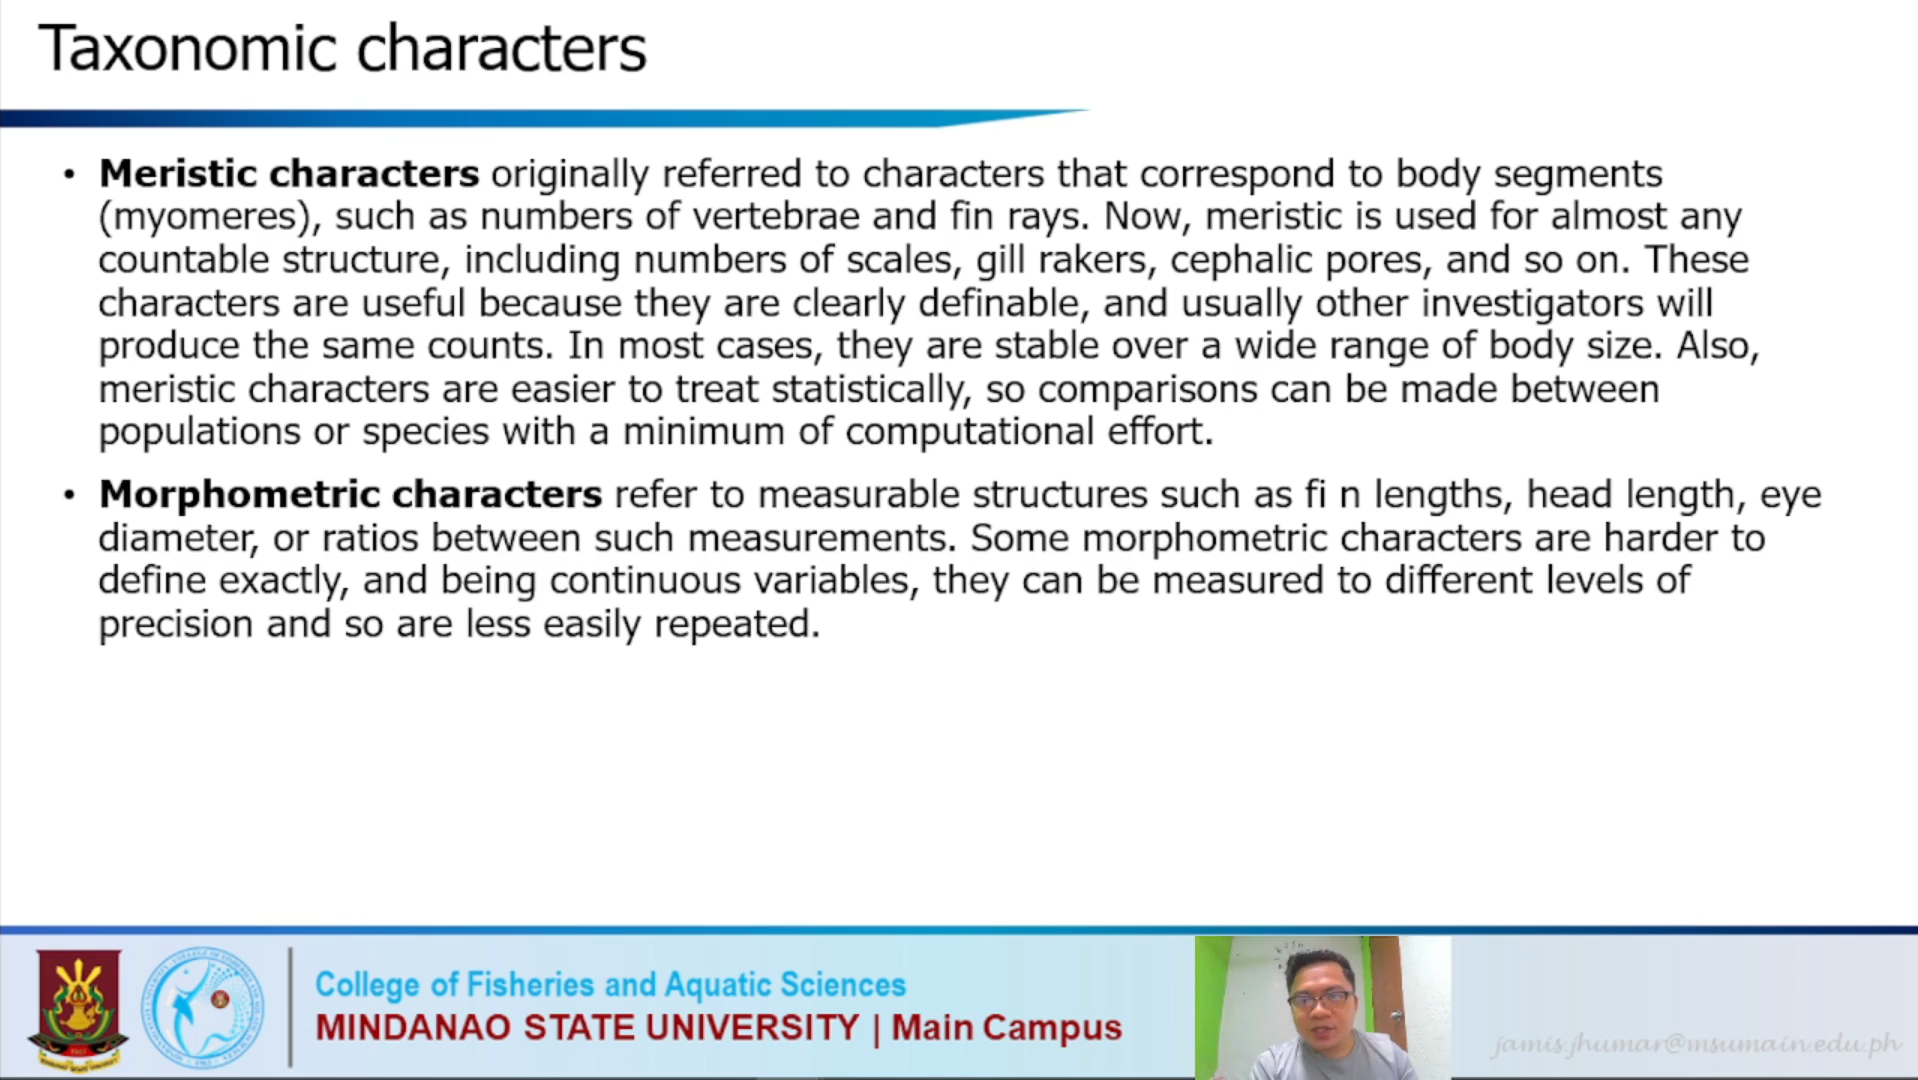 Taxonomic characters
• Meristic characters originally referred to characters that correspond to body segments
(myomeres), such as numbers of vertebrae and fin rays. Now, meristic is used for almost any
countable structure, including numbers of scales, gill rakers, cephalic pores, and so on. These
characters are useful because they are clearly definable, and usually other investigators will
produce the same counts. In most cases, they are stable over a wide range of body size. Also,
meristic characters are easier to treat statistically, so comparisons can be made between
populations or species with a minimum of computational effort.
• Morphometric characters refer to measurable structures such as fi n lengths, head length, eye
diameter, or ratios between such measurements. Some morphometric characters are harder to
define exactly, and being continuous variables, they can be measured to different levels of
precision and so are less easily repeated.
College of Fisheries and Aquatic Sciences
MINDANAO STATE UNIVERSITY | Main Campus
jamis.jhumar@msumain.edu.ph